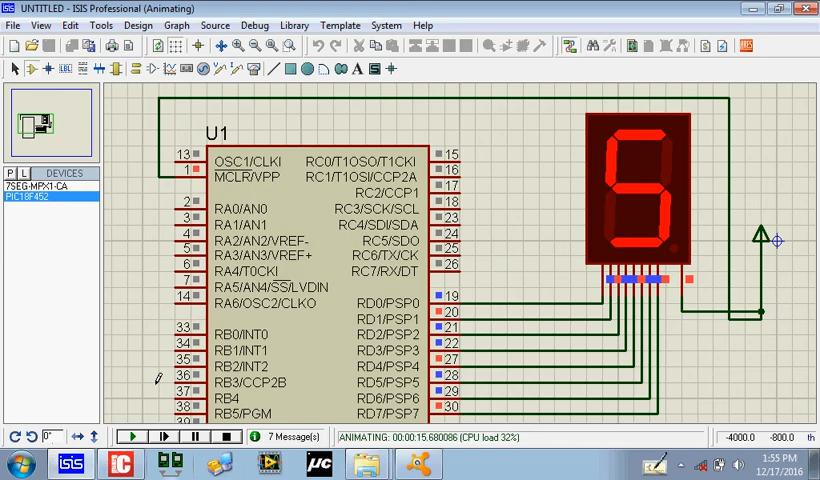 UNTITLED - ISIS Professional (Animating)
File View Edit Tools Design Graph Source Debug Library Template System Help
P L DEVICES
7SEG-MPX1-CA
PIC18F452
U1
13 OSC1/CLKI RC0/T1OSO/T1CKI 15
1 MCLR/VPP RC1/T1OSI/CCP2A 16
RC2/CCP1 17
2 RA0/AN0 RC3/SCK/SCL 18
3 RA1/AN1 RC4/SDI/SDA 23
4 RA2/AN2/VREF- RC5/SDO 24
5 RA3/AN3/VREF+ RC6/TX/CK 25
6 RA4/T0CKI RC7/RX/DT 26
7 RA5/AN4/SS/LVDIN
14 RA6/OSC2/CLKO RD0/PSP0 19
RD1/PSP1 20
33 RB0/INT0 RD2/PSP2 21
34 RB1/INT1 RD3/PSP3 22
35 RB2/INT2 RD4/PSP4 27
36 RB3/CCP2B RD5/PSP5 28
37 RB4 RD6/PSP6 29
38 RB5/PGM RD7/PSP7 30
5
0° 7 Message(s) ANIMATING: 00:00:15.680086 (CPU load 32%) -4000.0 -800.0 th
1:55 PM
12/17/2016